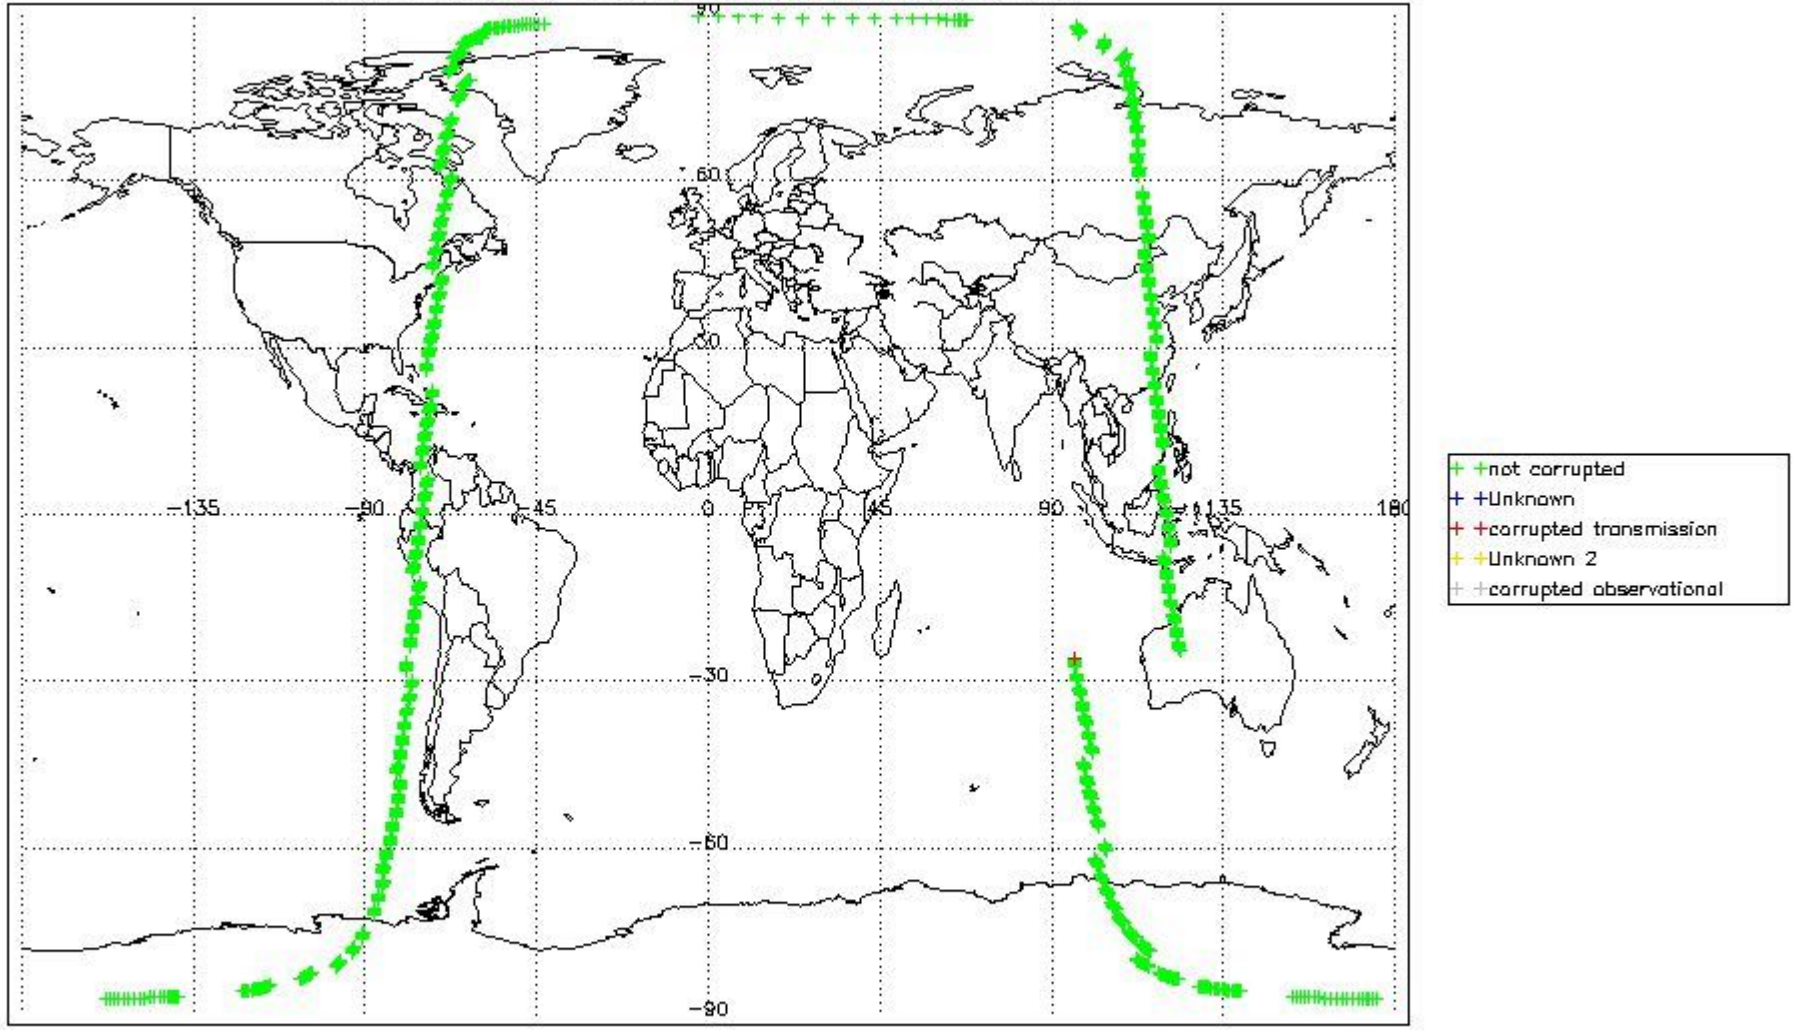 90
60
30
-135
-90
-45
0
45
90
135
180
-30
-60
-90
not corrupted
Unknown
corrupted transmission
Unknown 2
corrupted observational